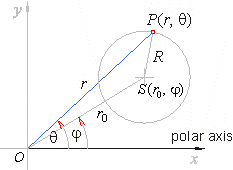 y
P(r, θ)
r
R
S(r₀, φ)
r₀
θ
φ
polar axis
O
x